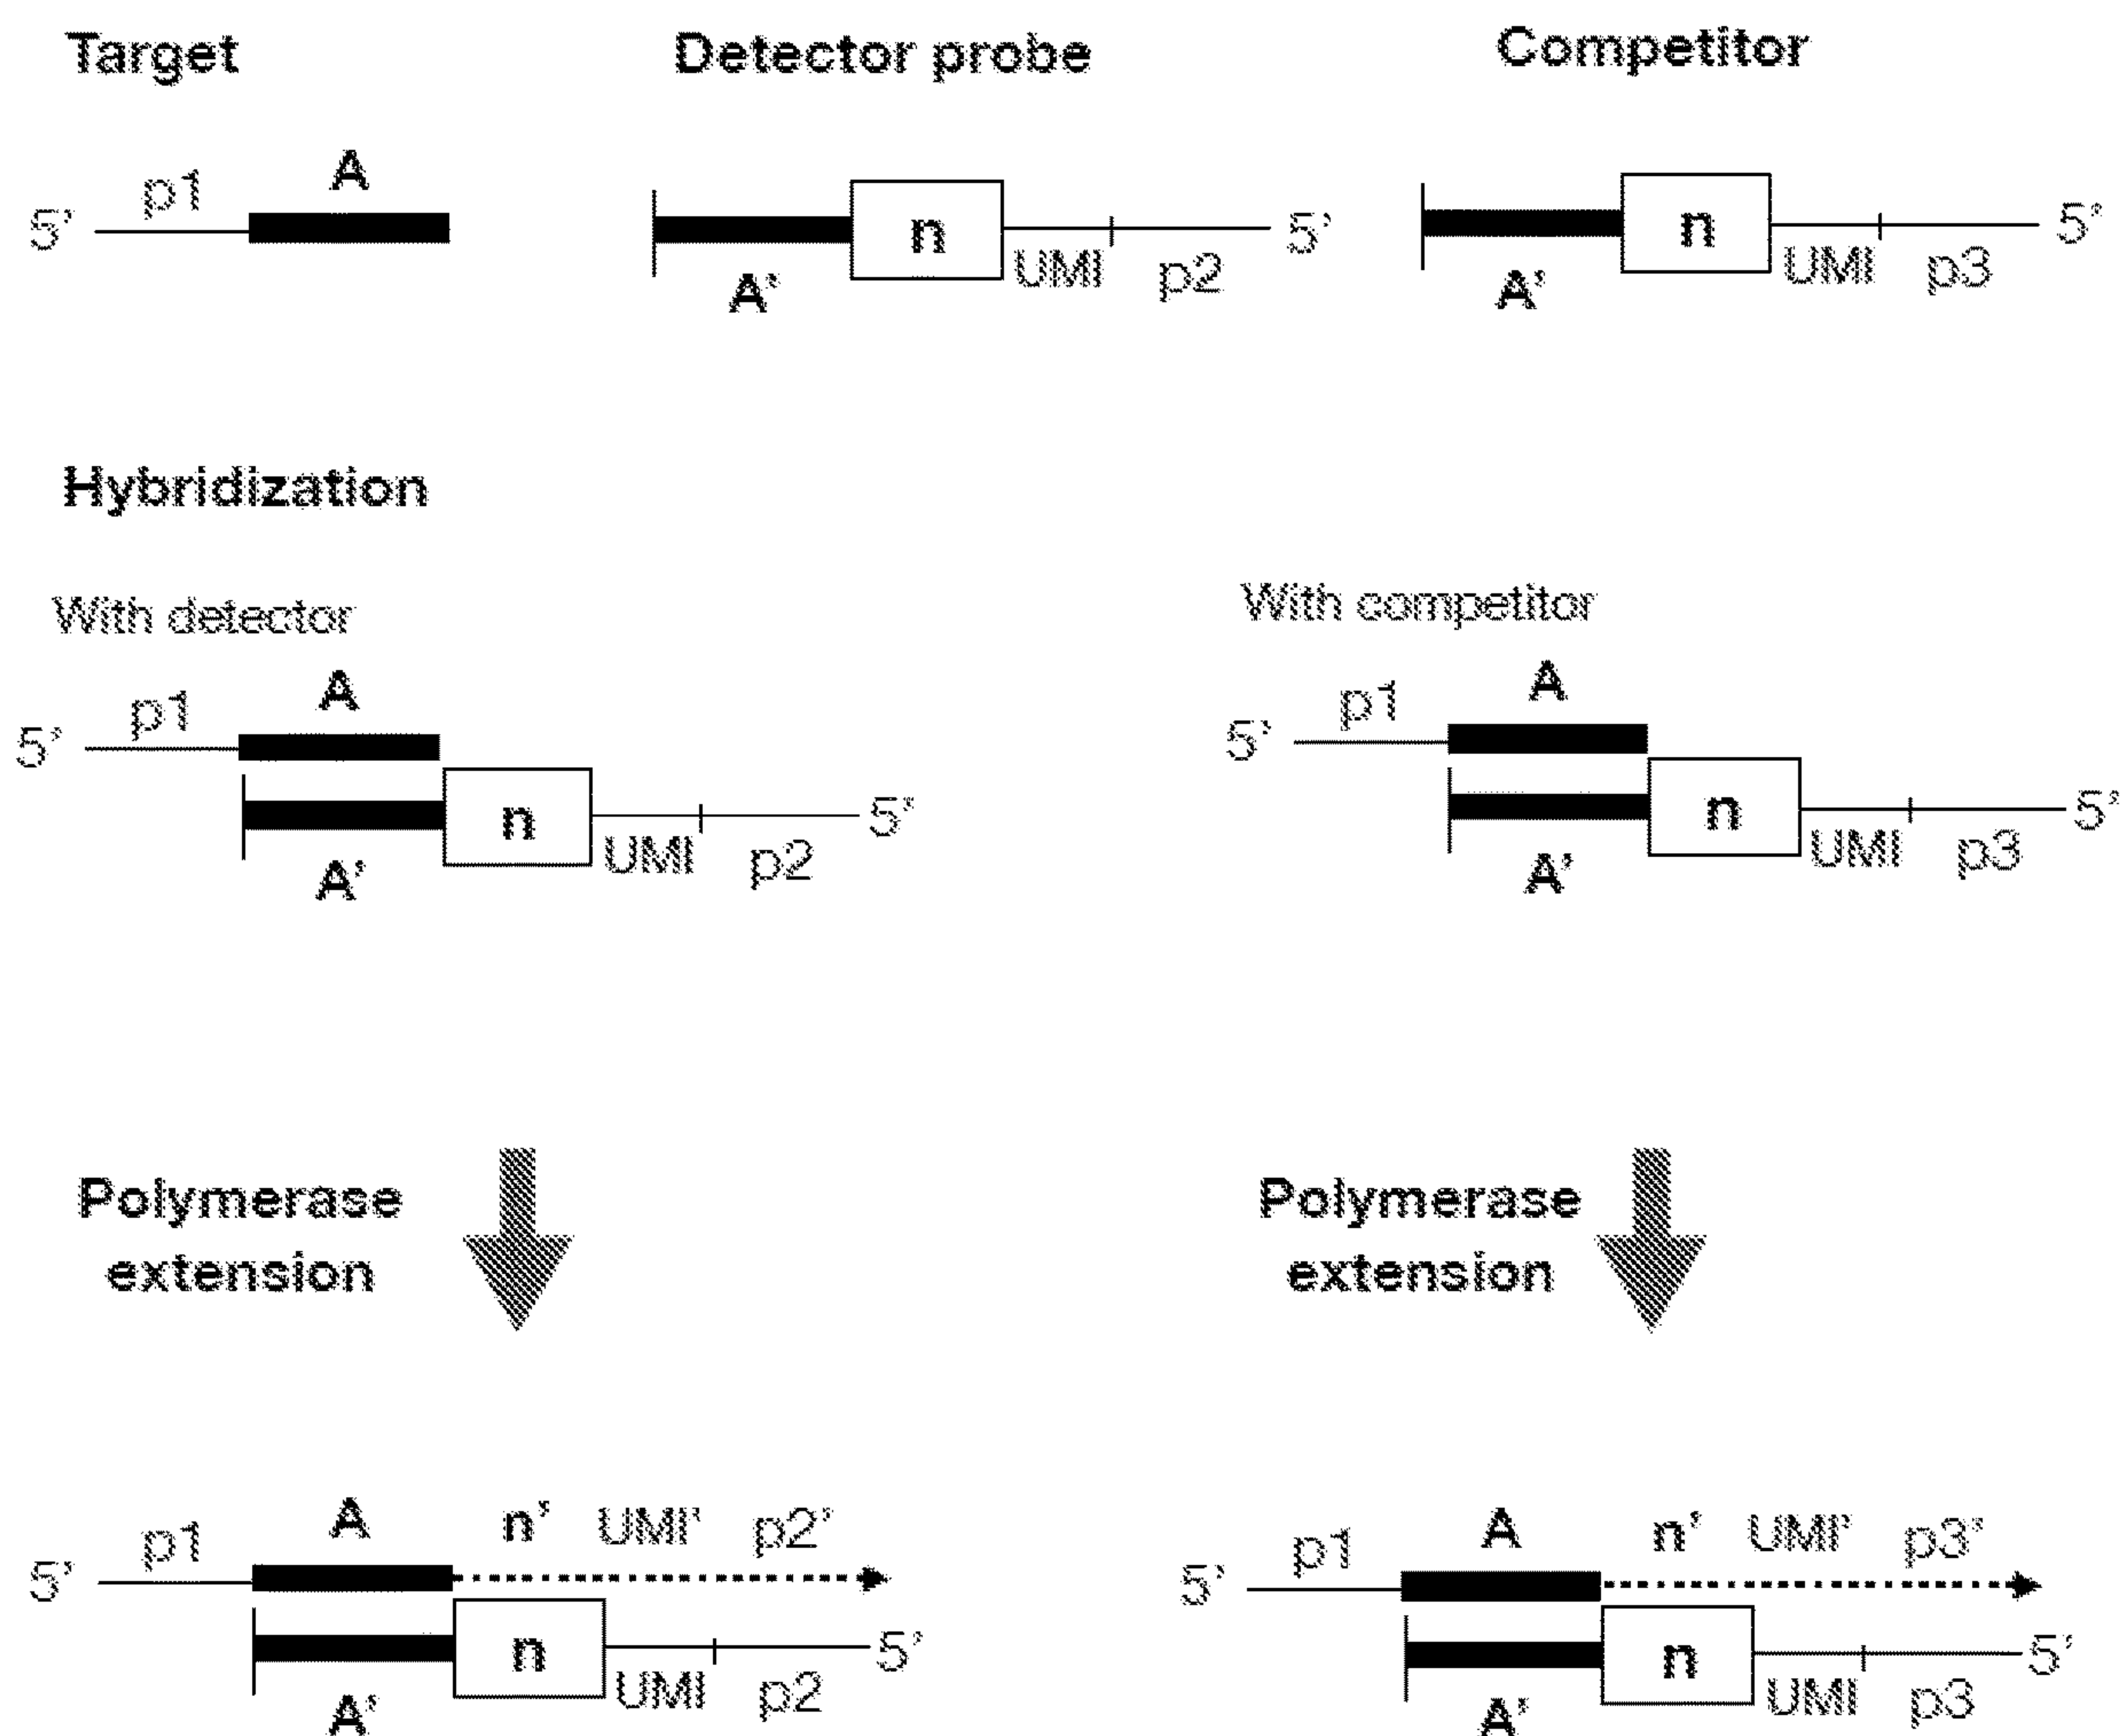 Target
Detector probe
Competitor
5' p1 A
A' n UMI p2 5'
A' n UMI p3 5'
Hybridization
With detector
With competitor
5' p1 A
A' n UMI p2 5'
5' p1 A
A' n UMI p3 5'
Polymerase
extension
Polymerase
extension
5' p1 A n' UMI' p2'
A' n UMI p2 5'
5' p1 A n' UMI' p3'
A' n UMI p3 5'